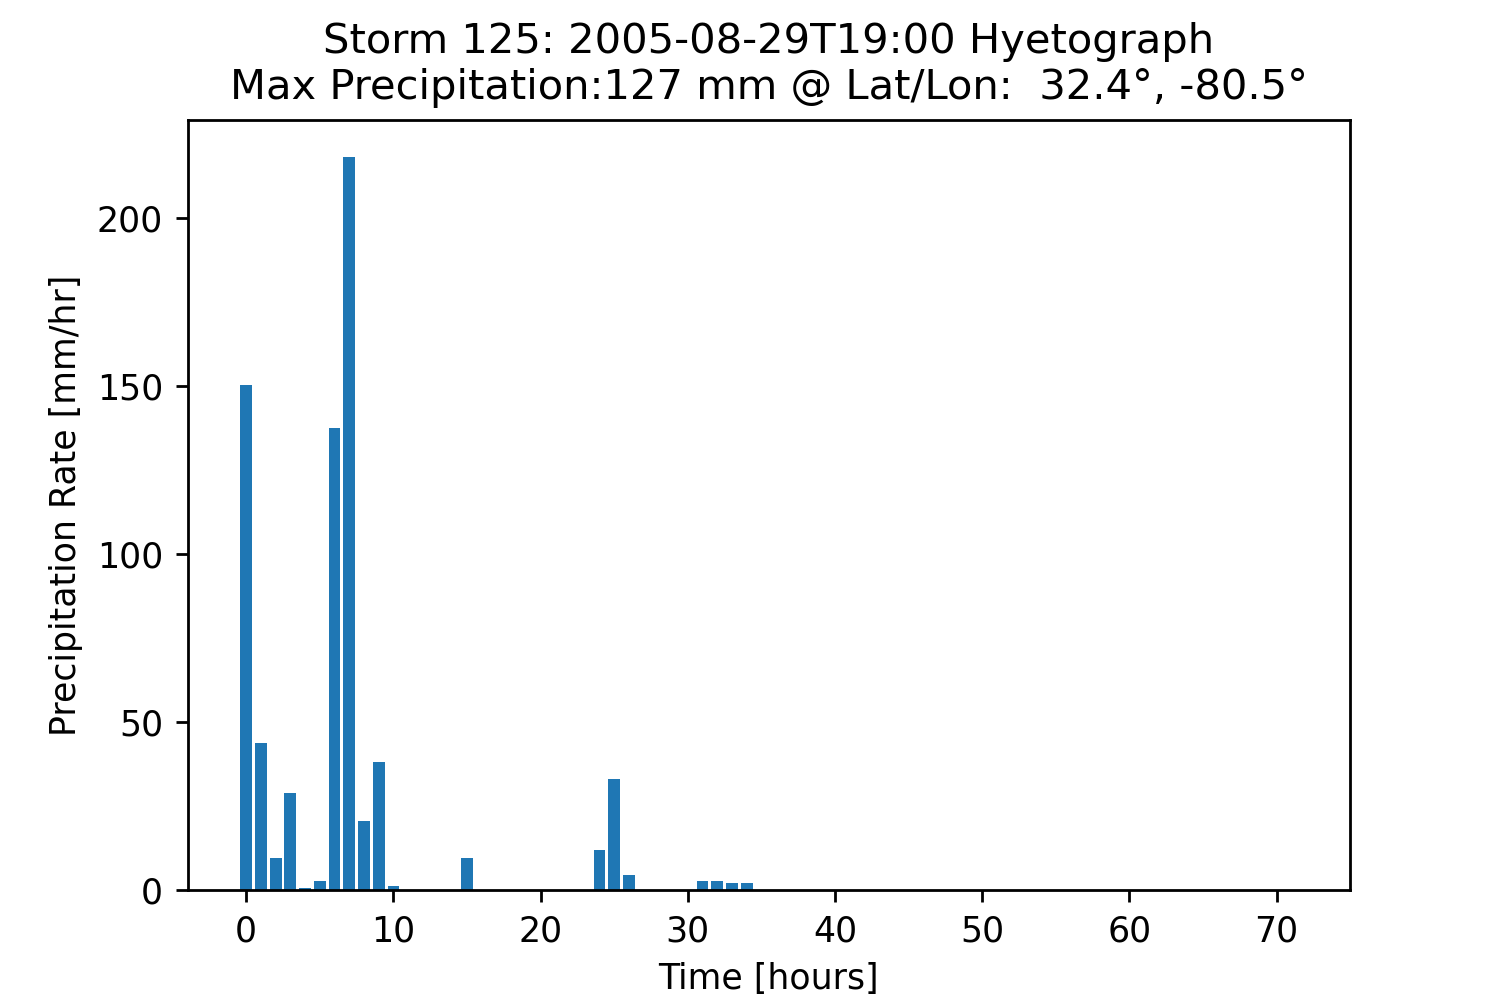 Storm 125: 2005-08-29T19:00 Hyetograph
Max Precipitation:127 mm @ Lat/Lon:  32.4°, -80.5°
Precipitation Rate [mm/hr]
200
150
100
50
0
0 10 20 30 40 50 60 70
Time [hours]